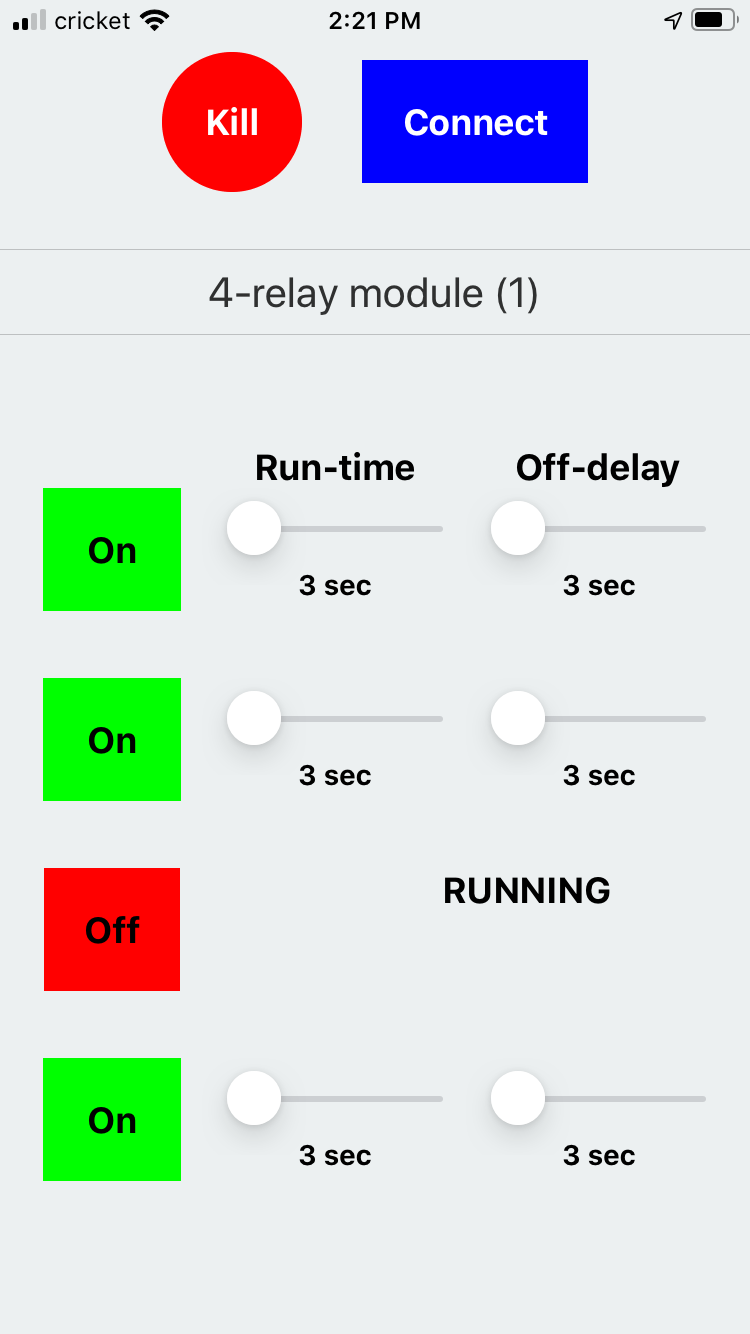 cricket 2:21 PM
Kill Connect
4-relay module (1)
Run-time Off-delay
On
3 sec 3 sec
On
3 sec 3 sec
RUNNING
Off
On
3 sec 3 sec